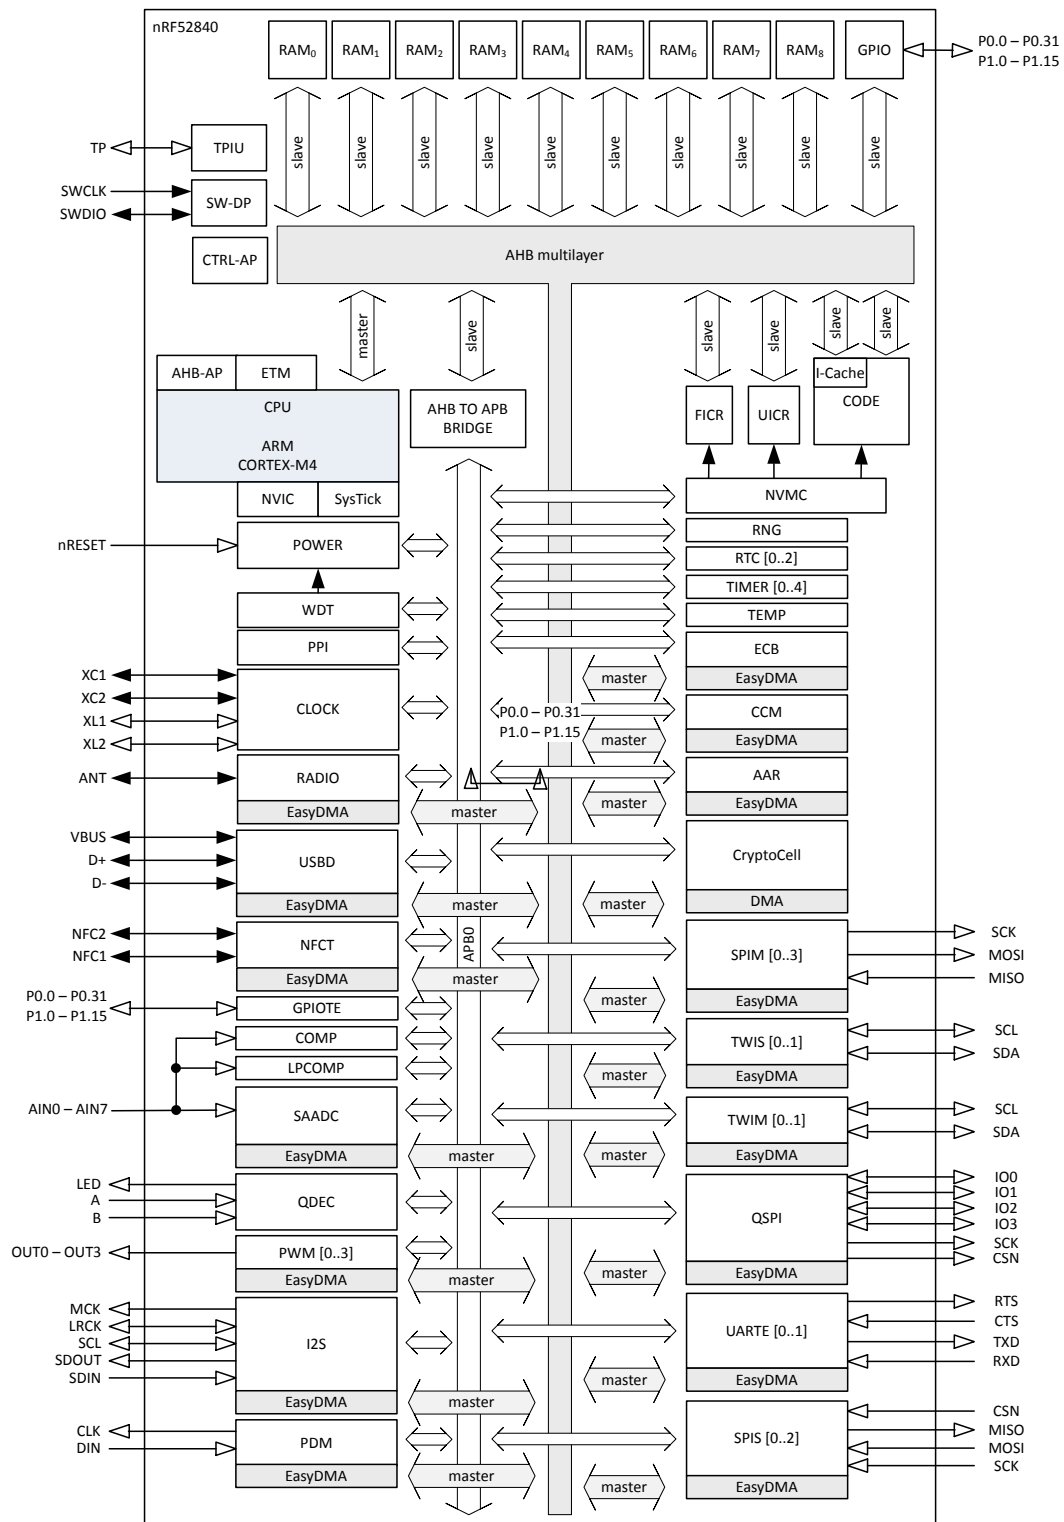 nRF52840
RAM₀ RAM₁ RAM₂ RAM₃ RAM₄ RAM₅ RAM₆ RAM₇ RAM₈ GPIO
P0.0 – P0.31
P1.0 – P1.15
slave slave slave slave slave slave slave slave slave slave
TP TPIU
SWCLK
SWDIO
SW-DP
CTRL-AP
AHB multilayer
master slave slave slave slave slave
AHB-AP ETM
CPU
ARM
CORTEX-M4
NVIC SysTick
AHB TO APB
BRIDGE
FICR UICR
I-Cache
CODE
NVMC
nRESET POWER
RNG
RTC [0..2]
TIMER [0..4]
WDT
TEMP
PPI
ECB
master EasyDMA
XC1
XC2
XL1
XL2
CLOCK
P0.0 – P0.31
P1.0 – P1.15
CCM
master EasyDMA
ANT RADIO
EasyDMA master
AAR
master EasyDMA
VBUS
D+
D-
USBD
EasyDMA master
CryptoCell
master DMA
NFC2
NFC1
NFCT
EasyDMA master
APB0
SPIM [0..3]
master EasyDMA
SCK
MOSI
MISO
P0.0 – P0.31
P1.0 – P1.15
GPIOTE
COMP
LPCOMP
TWIS [0..1]
master EasyDMA
SCL
SDA
AIN0 – AIN7 SAADC
EasyDMA master
TWIM [0..1]
master EasyDMA
SCL
SDA
LED
A
B
QDEC
QSPI
master EasyDMA
IO0
IO1
IO2
IO3
SCK
CSN
OUT0 – OUT3 PWM [0..3]
EasyDMA master
MCK
LRCK
SCL
SDOUT
SDIN
I2S
EasyDMA master
UARTE [0..1]
master EasyDMA
RTS
CTS
TXD
RXD
CLK
DIN
PDM
EasyDMA master
SPIS [0..2]
master EasyDMA
CSN
MISO
MOSI
SCK